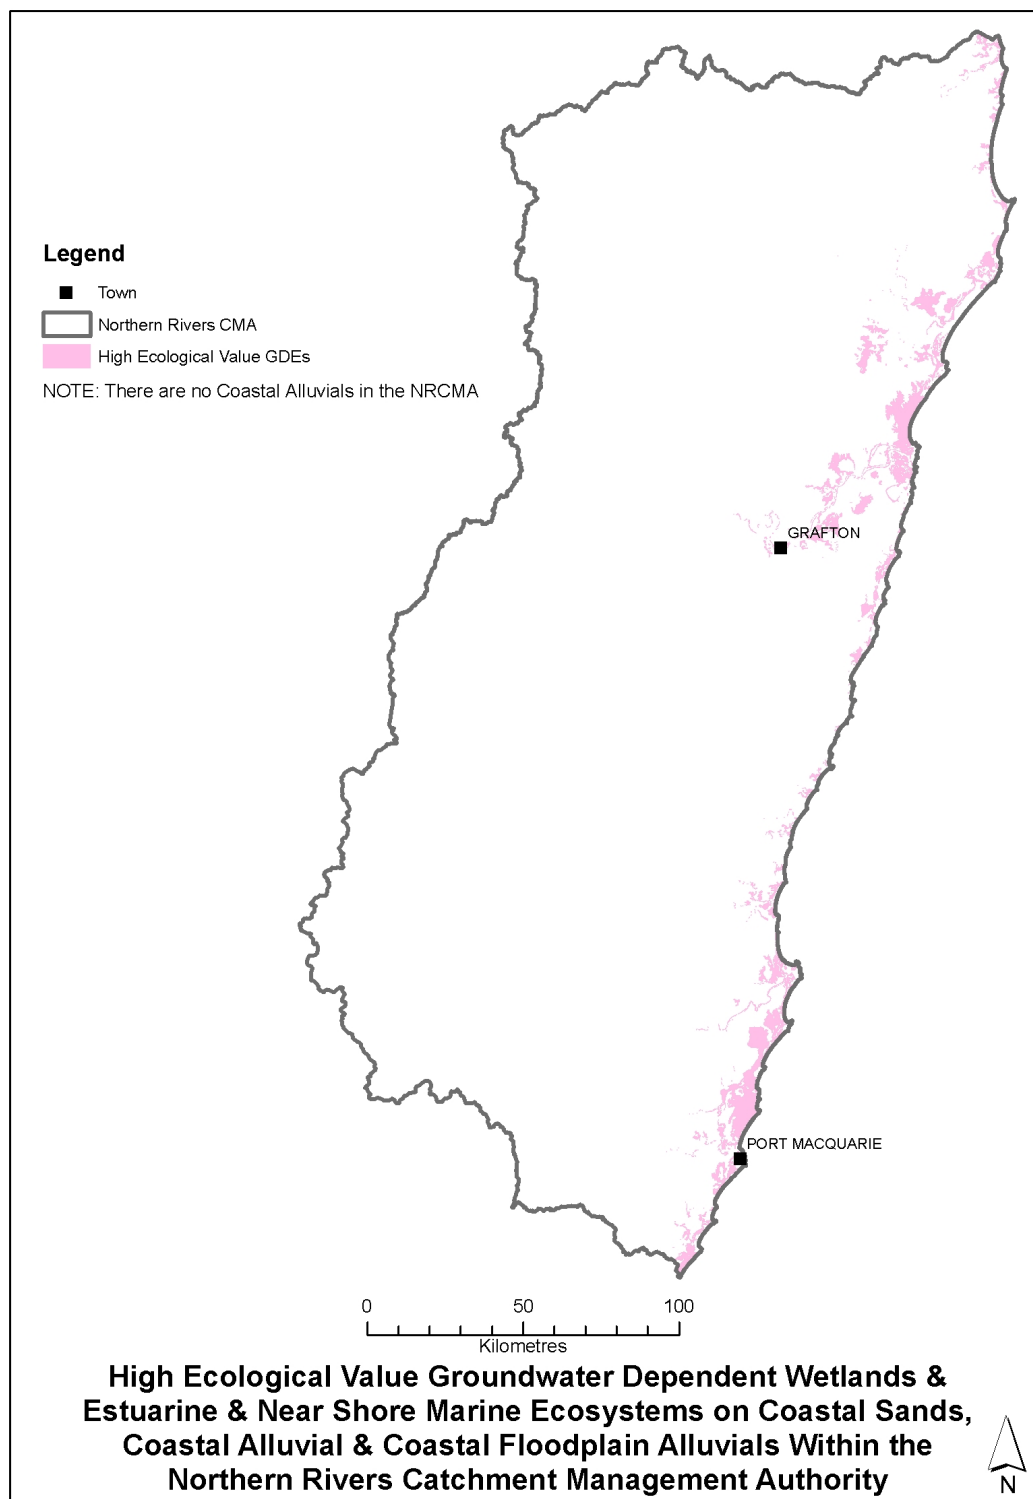 Legend
Town
Northern Rivers CMA
High Ecological Value GDEs
NOTE: There are no Coastal Alluvials in the NRCMA
GRAFTON
PORT MACQUARIE
0 50 100
Kilometres
High Ecological Value Groundwater Dependent Wetlands &
Estuarine & Near Shore Marine Ecosystems on Coastal Sands,
Coastal Alluvial & Coastal Floodplain Alluvials Within the
Northern Rivers Catchment Management Authority
N